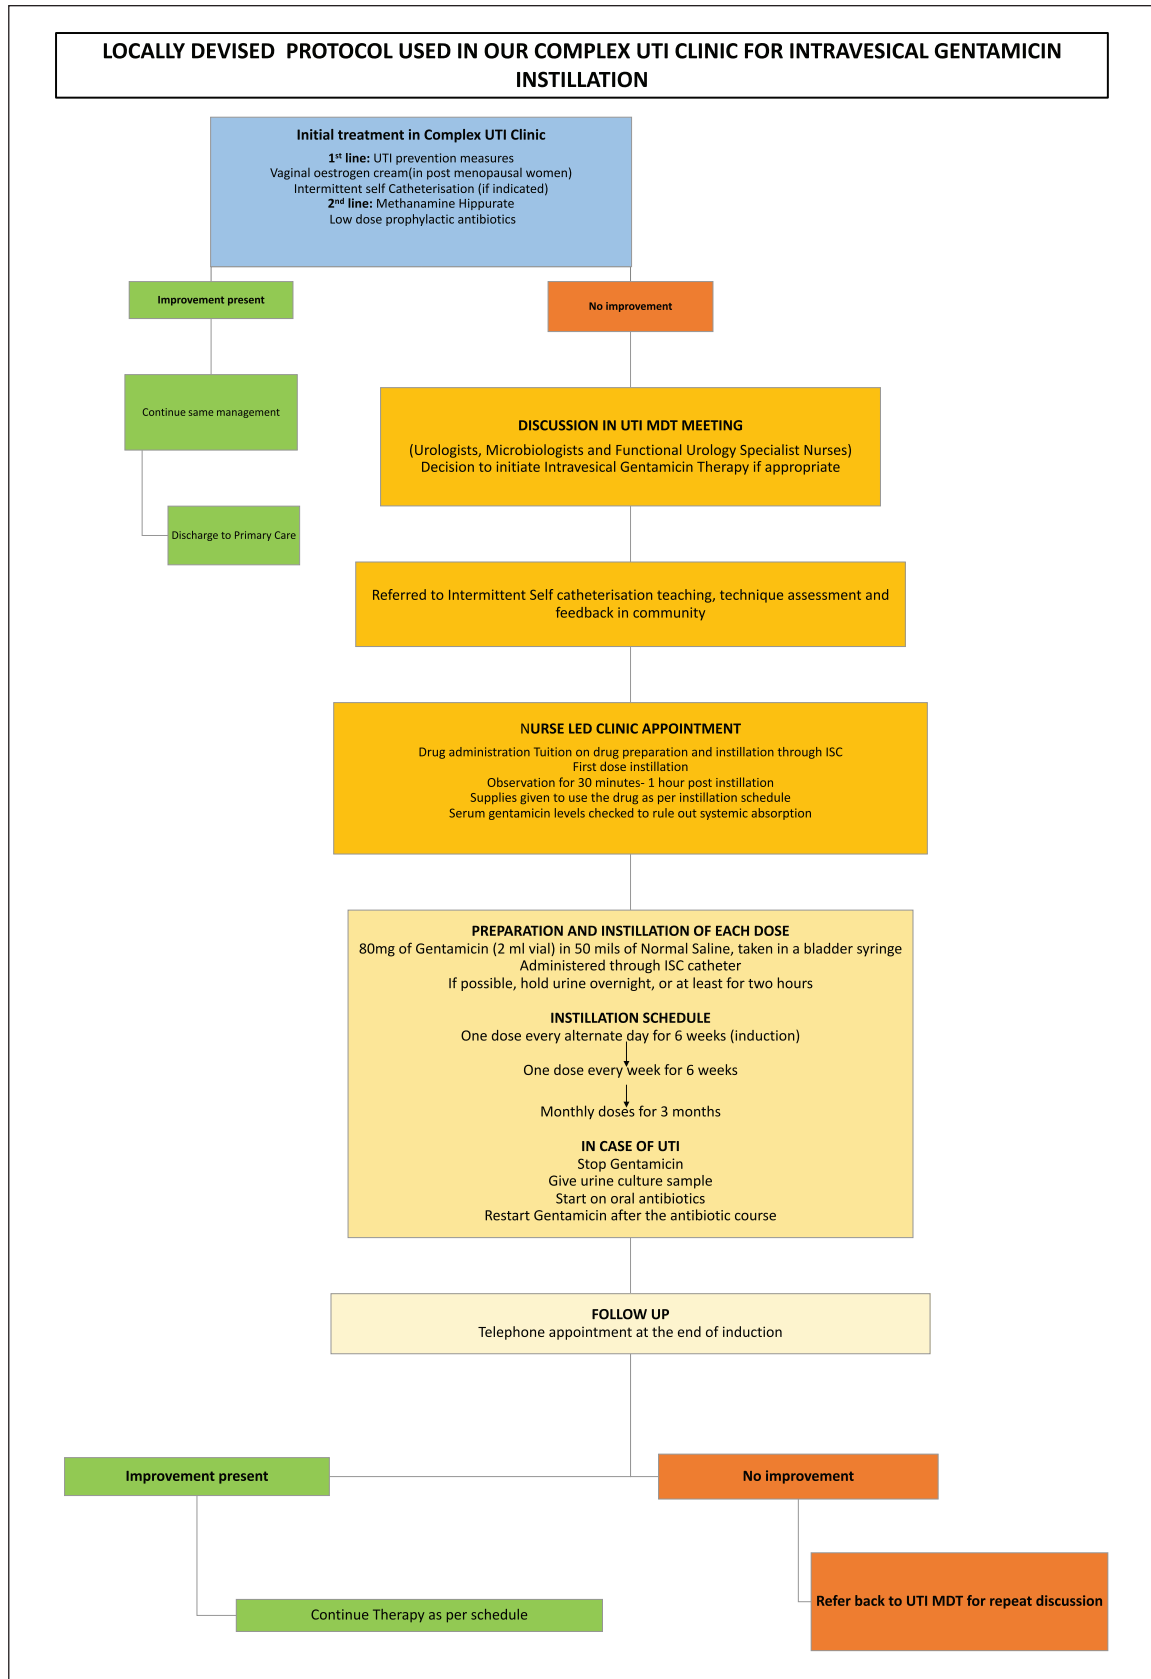 LOCALLY DEVISED  PROTOCOL USED IN OUR COMPLEX UTI CLINIC FOR INTRAVESICAL GENTAMICIN
INSTILLATION
Initial treatment in Complex UTI Clinic
1st line: UTI prevention measures
Vaginal oestrogen cream(in post menopausal women)
Intermittent self Catheterisation (if indicated)
2nd line: Methanamine Hippurate
Low dose prophylactic antibiotics
Improvement present
No improvement
Continue same management
Discharge to Primary Care
DISCUSSION IN UTI MDT MEETING
(Urologists, Microbiologists and Functional Urology Specialist Nurses)
Decision to initiate Intravesical Gentamicin Therapy if appropriate
Referred to Intermittent Self catheterisation teaching, technique assessment and
feedback in community
NURSE LED CLINIC APPOINTMENT
Drug administration Tuition on drug preparation and instillation through ISC
First dose instillation
Observation for 30 minutes- 1 hour post instillation
Supplies given to use the drug as per instillation schedule
Serum gentamicin levels checked to rule out systemic absorption
PREPARATION AND INSTILLATION OF EACH DOSE
80mg of Gentamicin (2 ml vial) in 50 mils of Normal Saline, taken in a bladder syringe
Administered through ISC catheter
If possible, hold urine overnight, or at least for two hours
INSTILLATION SCHEDULE
One dose every alternate day for 6 weeks (induction)
One dose every week for 6 weeks
Monthly doses for 3 months
IN CASE OF UTI
Stop Gentamicin
Give urine culture sample
Start on oral antibiotics
Restart Gentamicin after the antibiotic course
FOLLOW UP
Telephone appointment at the end of induction
Improvement present
No improvement
Continue Therapy as per schedule
Refer back to UTI MDT for repeat discussion